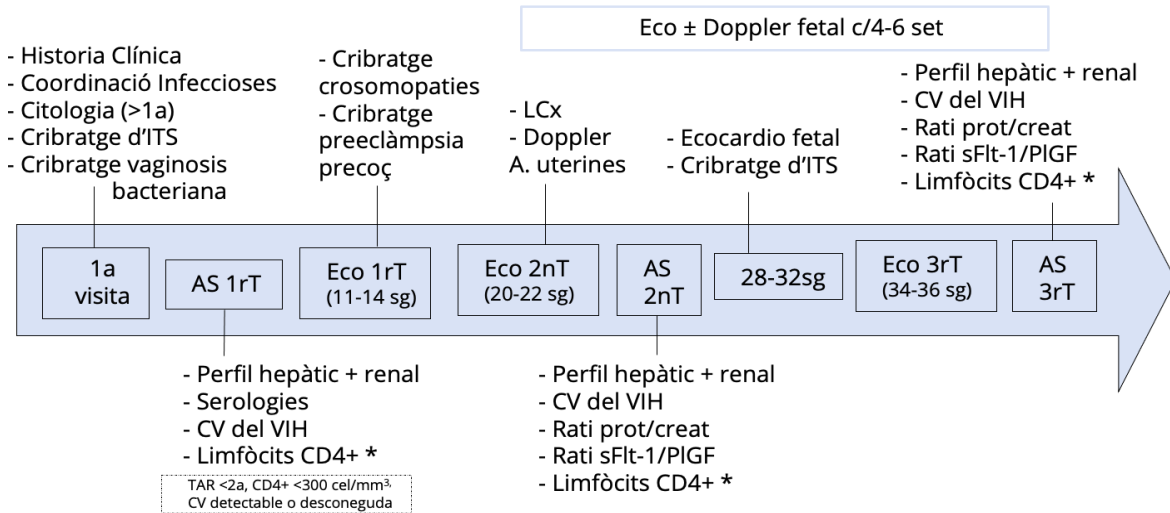 Eco ± Doppler fetal c/4-6 set
- Historia Clínica
- Coordinació Infeccioses
- Citologia (>1a)
- Cribratge d'ITS
- Cribratge vaginosis
bacteriana
- Cribratge
crosomopaties
- Cribratge
preeclàmpsia
precoç
- LCx
- Doppler
A. uterines
- Ecocardio fetal
- Cribratge d'ITS
- Perfil hepàtic + renal
- CV del VIH
- Rati prot/creat
- Rati sFlt-1/PlGF
- Limfòcits CD4+ *
1a
visita
AS 1rT
Eco 1rT
(11-14 sg)
Eco 2nT
(20-22 sg)
AS
2nT
28-32sg
Eco 3rT
(34-36 sg)
AS
3rT
- Perfil hepàtic + renal
- Serologies
- CV del VIH
- Limfòcits CD4+ *
TAR <2a, CD4+ <300 cel/mm³,
CV detectable o desconeguda
- Perfil hepàtic + renal
- CV del VIH
- Rati prot/creat
- Rati sFlt-1/PlGF
- Limfòcits CD4+ *